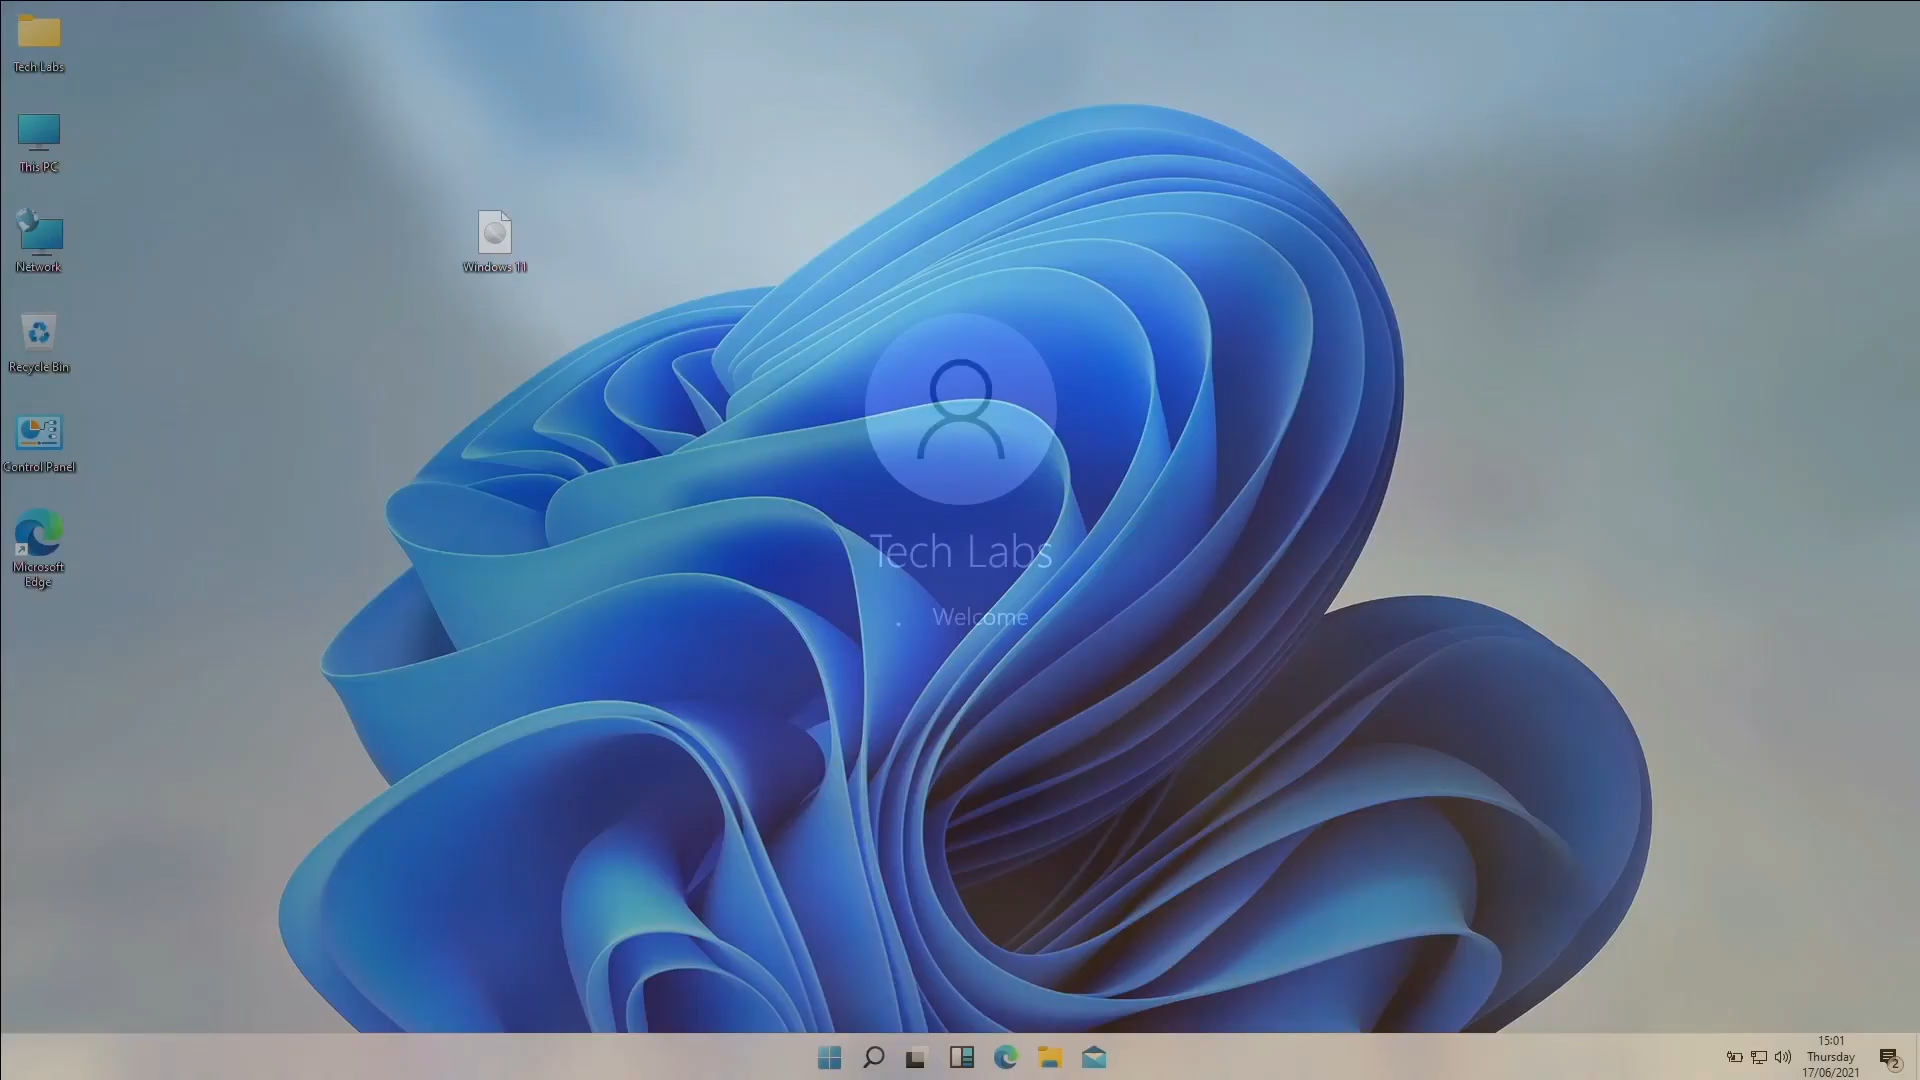 Tech Labs
This PC
Network
Recycle Bin
Control Panel
Microsoft
Edge
Windows 11
Tech Labs
Welcome
15:01
Thursday
17/06/2021
2